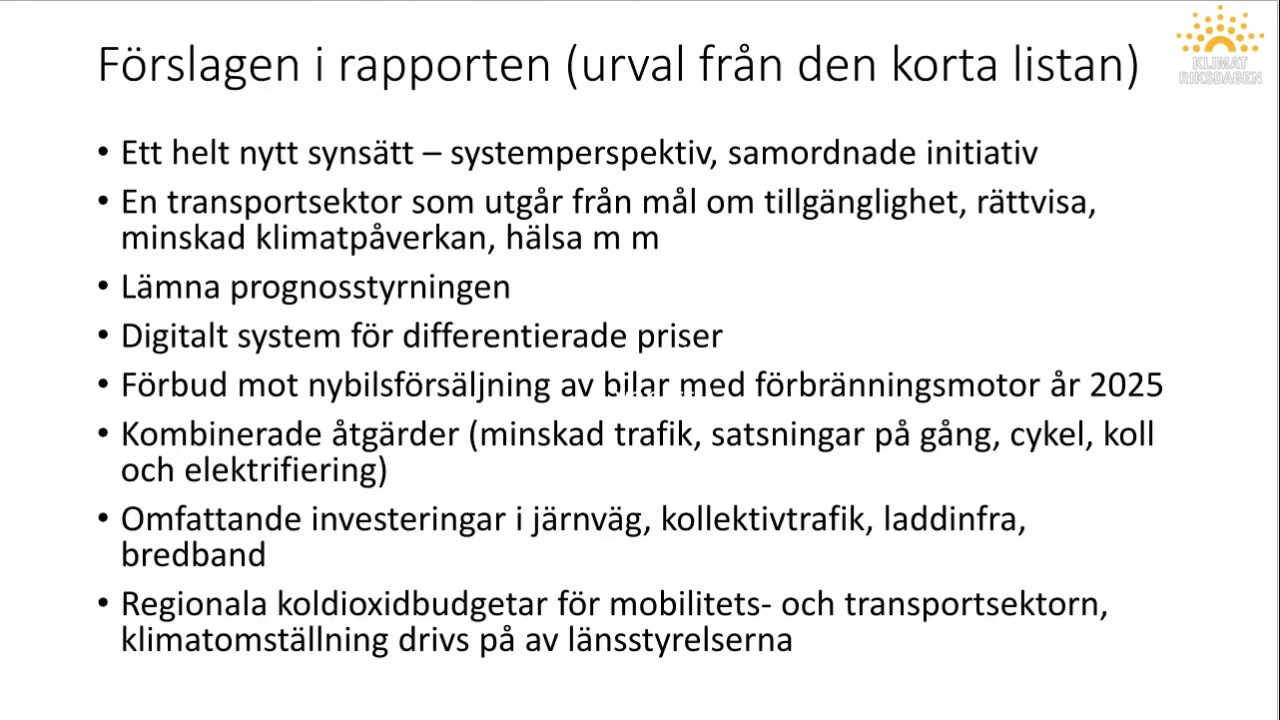 Förslagen i rapporten (urval från den korta listan)
KLIMAT
RIKSDAGEN
• Ett helt nytt synsätt – systemperspektiv, samordnade initiativ
• En transportsektor som utgår från mål om tillgänglighet, rättvisa,
minskad klimatpåverkan, hälsa m m
• Lämna prognosstyrningen
• Digitalt system för differentierade priser
• Förbud mot nybilsförsäljning av bilar med förbränningsmotor år 2025
• Kombinerade åtgärder (minskad trafik, satsningar på gång, cykel, koll
och elektrifiering)
• Omfattande investeringar i järnväg, kollektivtrafik, laddinfra,
bredband
• Regionala koldioxidbudgetar för mobilitets- och transportsektorn,
klimatomställning drivs på av länsstyrelserna